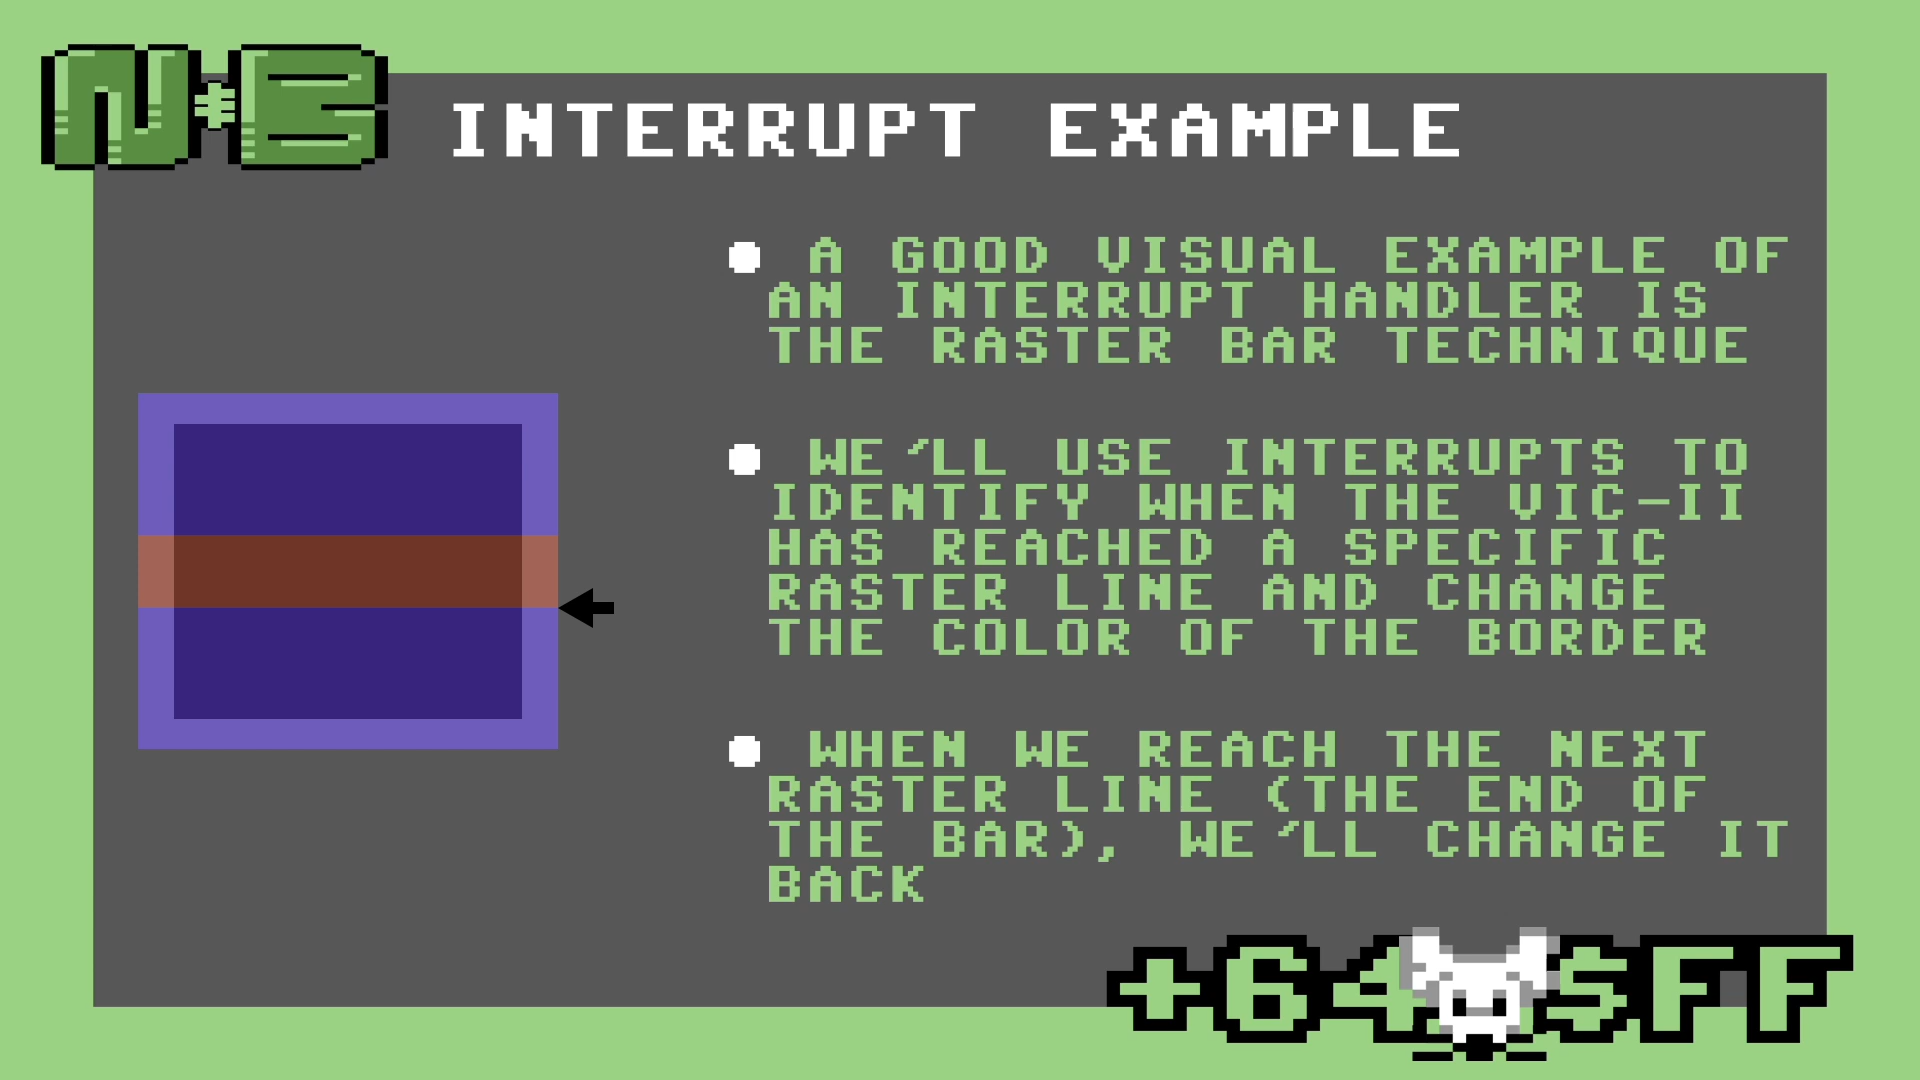 N*B
INTERRUPT EXAMPLE
● A GOOD VISUAL EXAMPLE OF
AN INTERRUPT HANDLER IS
THE RASTER BAR TECHNIQUE
● WE'LL USE INTERRUPTS TO
IDENTIFY WHEN THE VIC-II
HAS REACHED A SPECIFIC
RASTER LINE AND CHANGE
THE COLOR OF THE BORDER
● WHEN WE REACH THE NEXT
RASTER LINE (THE END OF
THE BAR), WE'LL CHANGE IT
BACK
+64 SFF